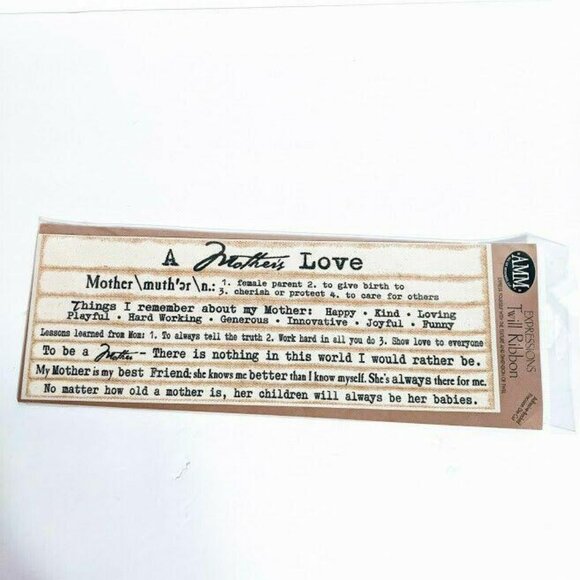 A Mother's Love
Mother \muth'ər\n.: 1. female parent 2. to give birth to
3. cherish or protect 4. to care for others
Things I remember about my Mother: Happy • Kind • Loving
Playful • Hard Working • Generous • Innovative • Joyful • Funny
Lessons learned from Mom: 1. To always tell the truth 2. Work hard in all you do 3. Show love to everyone
To be a Mother - There is nothing in this world I would rather be.
My Mother is my best Friend: she knows me better than I know myself. She's always there for me.
No matter how old a mother is, her children will always be her babies.
AMM
EXPRESSIONS
Twill Ribbon